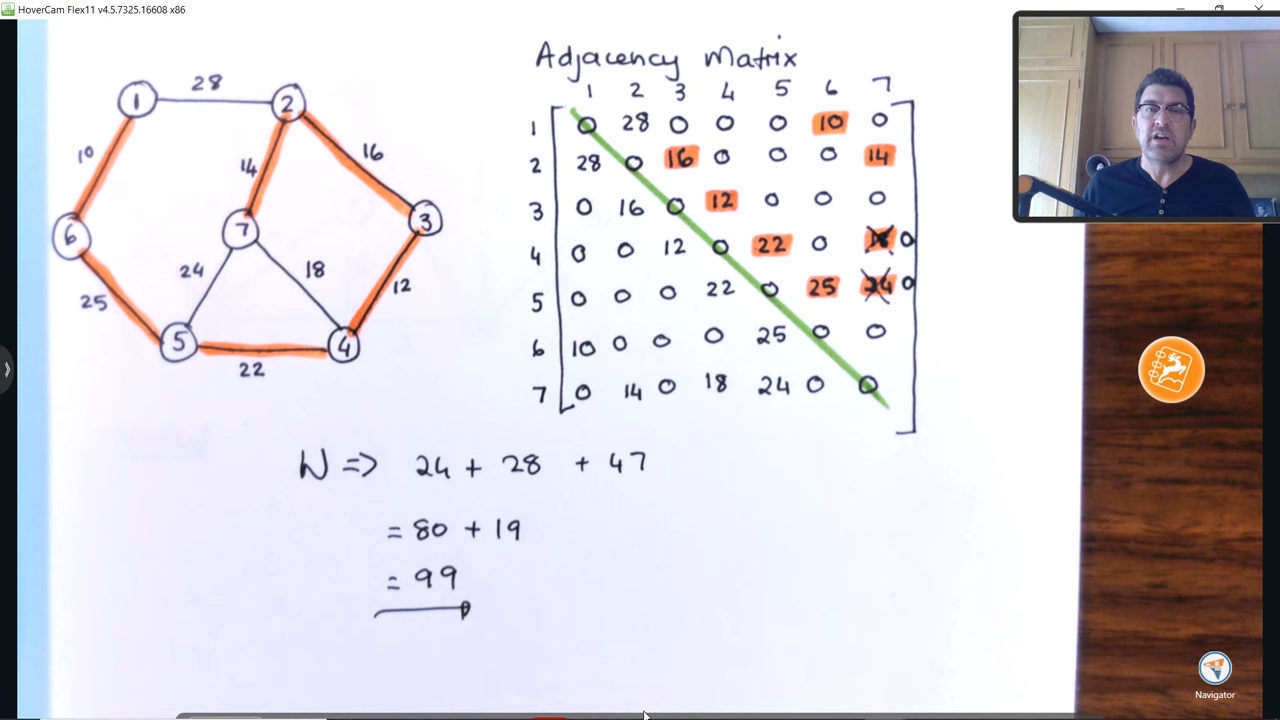 HoverCam Flex11 v4.5.7325.16608 x86
Adjacency Matrix
1 2 3 4 5 6 7
1 0 28 0 0 0 10 0
2 28 0 16 0 0 0 14
3 0 16 0 12 0 0 0
4 0 0 12 0 22 0 18 0
5 0 0 0 22 0 25 24 0
6 10 0 0 0 25 0 0
7 0 14 0 18 24 0 0
1
28
2
10
14
16
6
7
3
24
18
25
12
5
4
22
W => 24 + 28 + 47
= 80 + 19
= 99
Navigator